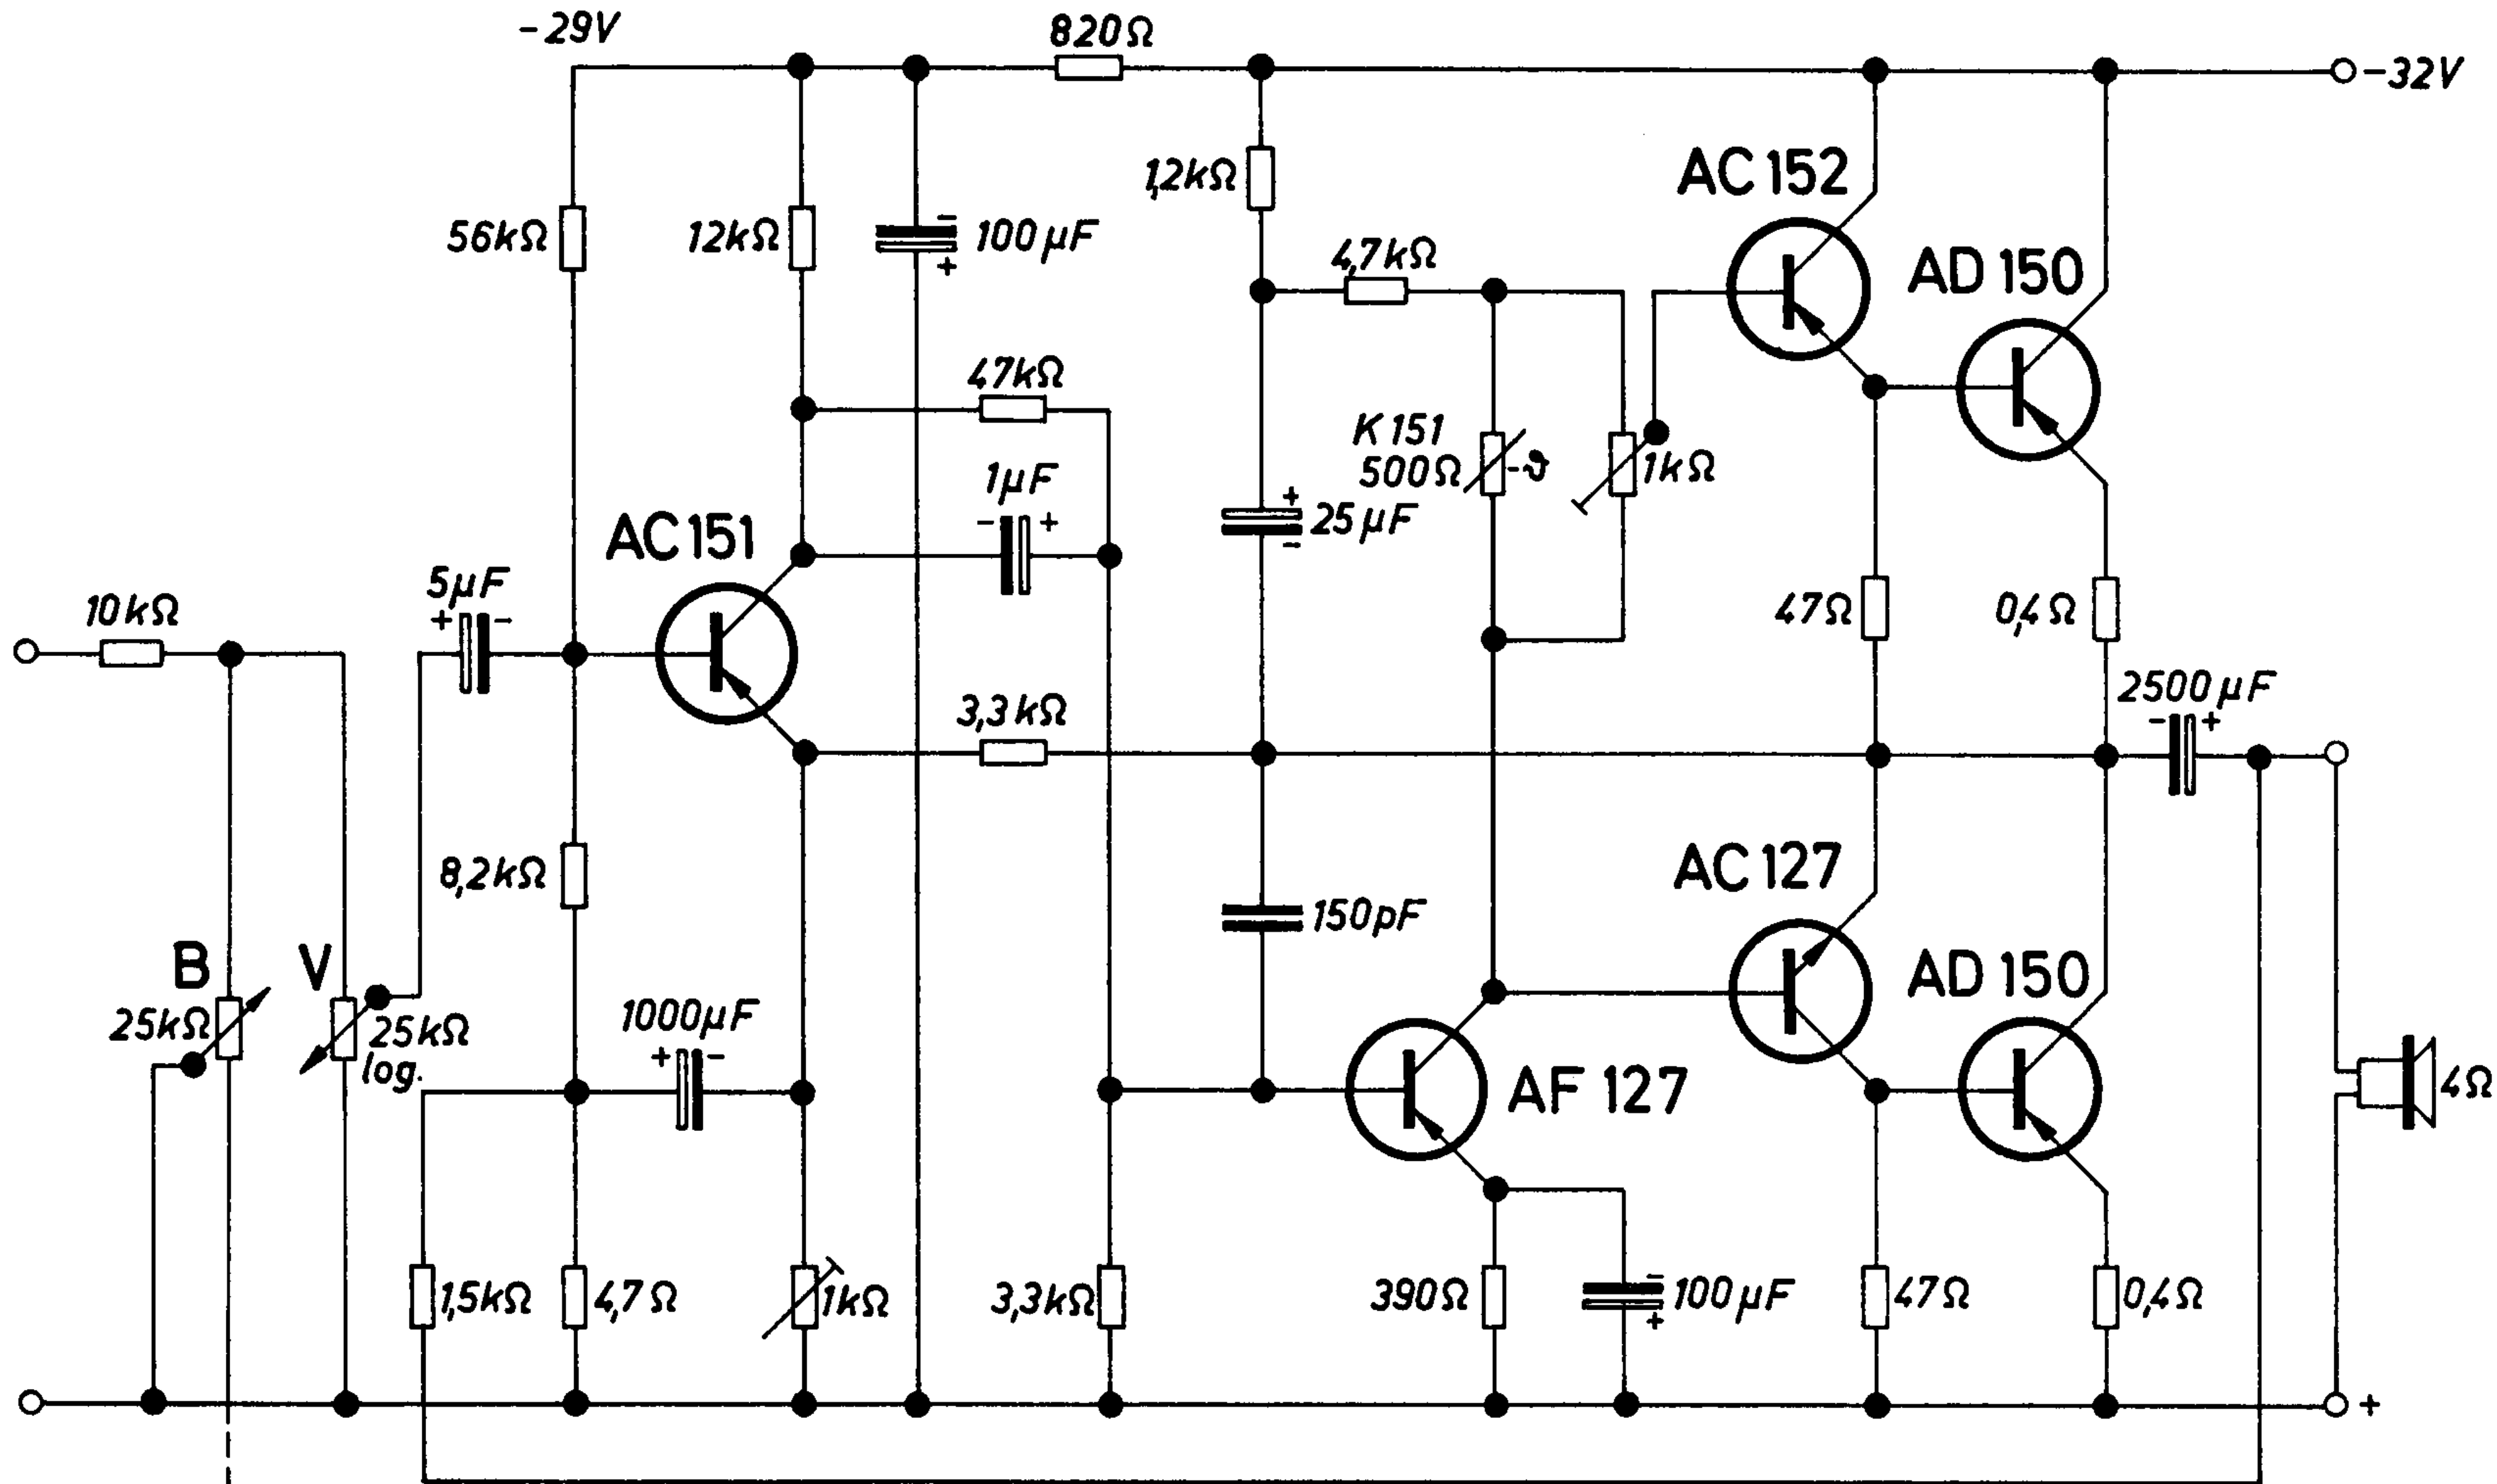 -29V
820Ω
-32V
1,2kΩ
AC 152
56kΩ
12kΩ
- 100µF
+
4,7kΩ
AD 150
47kΩ
K 151
500Ω
-ϑ
1kΩ
1µF
- +
+
25µF
-
AC 151
5µF
+ -
10kΩ
47Ω
0,4Ω
3,3kΩ
2500µF
- +
8,2kΩ
AC 127
150pF
B
V
AD 150
25kΩ
25kΩ
log.
1000µF
+ -
AF 127
4Ω
1,5kΩ
4,7Ω
1kΩ
3,3kΩ
390Ω
-
100µF
+
47Ω
0,4Ω
+